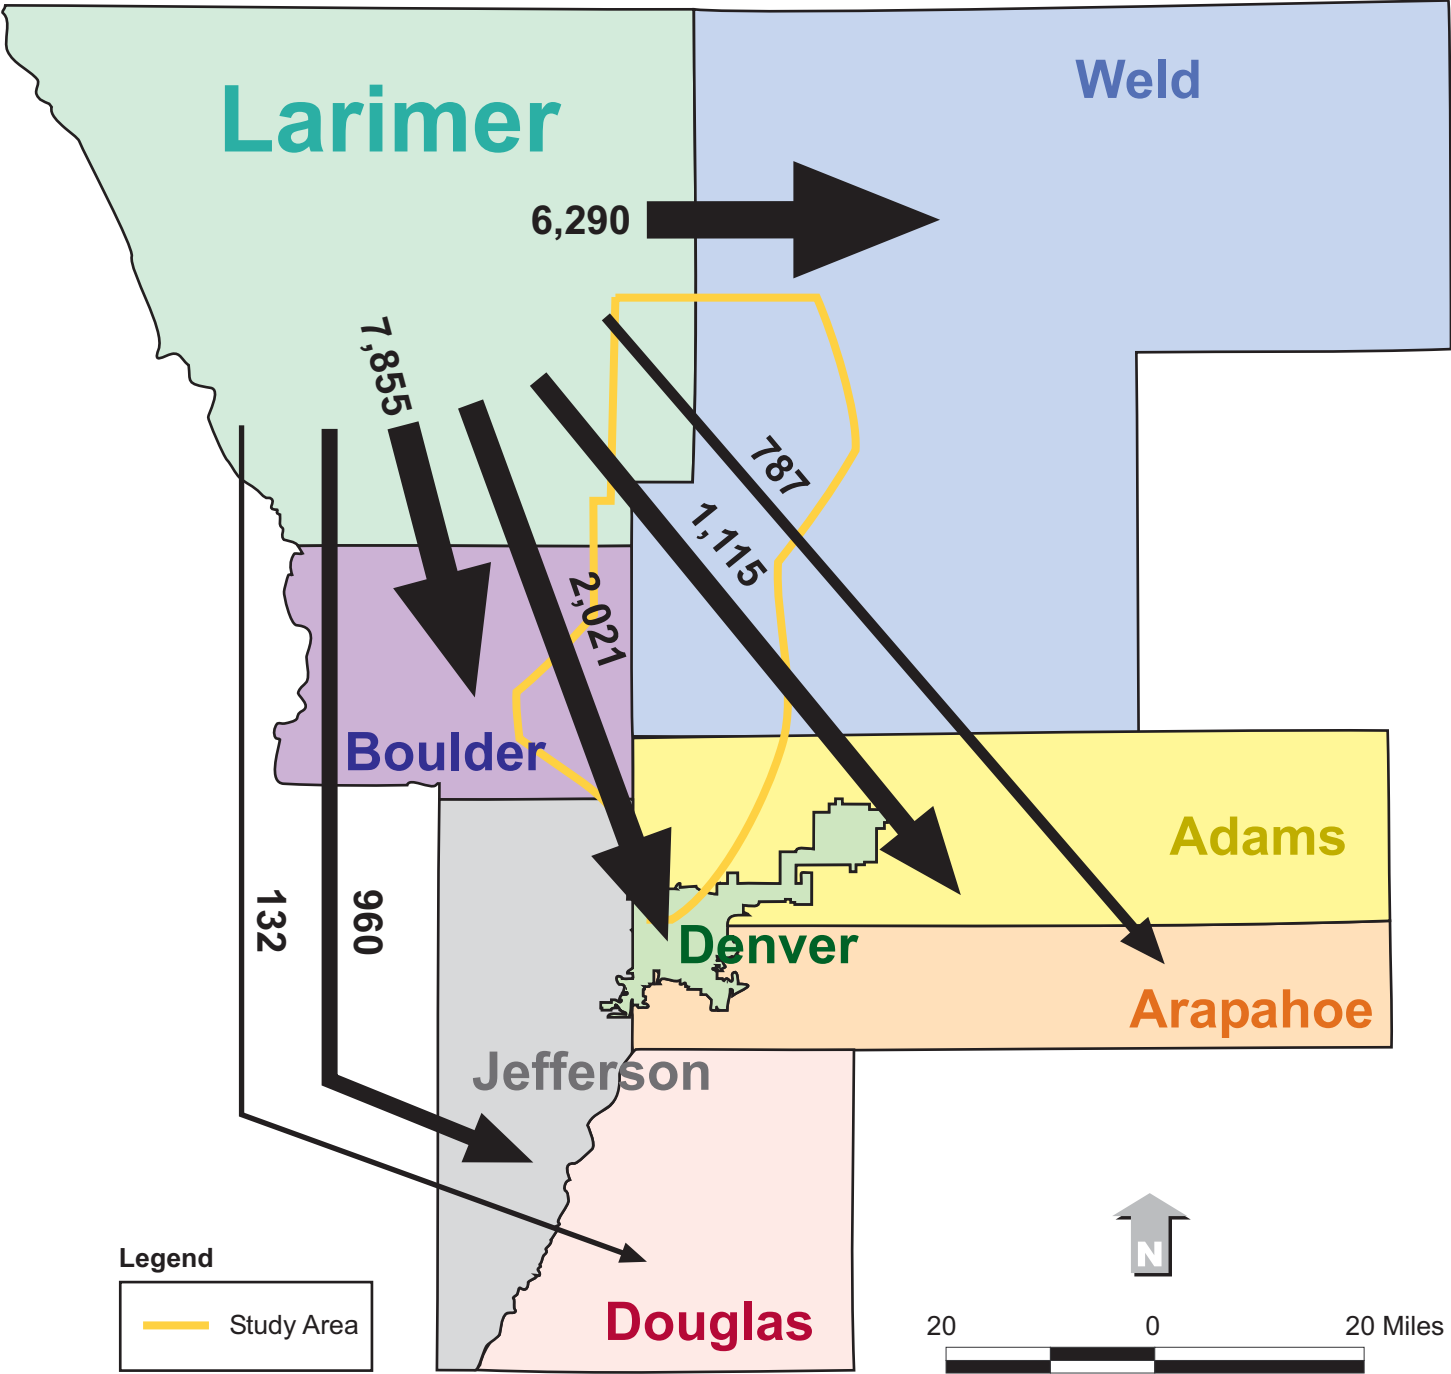 Weld
Larimer
6,290
7,855
787
1,115
2,021
Boulder
Adams
132
960
Denver
Arapahoe
Jefferson
N
Legend
Study Area
Douglas
20 0 20 Miles